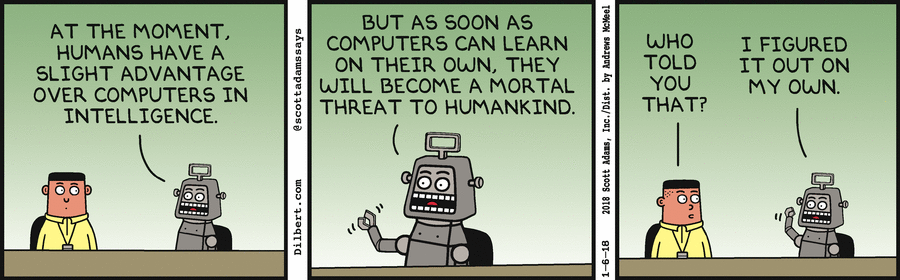 AT THE MOMENT,
HUMANS HAVE A
SLIGHT ADVANTAGE
OVER COMPUTERS IN
INTELLIGENCE.
Dilbert.com @scottadamssays
BUT AS SOON AS
COMPUTERS CAN LEARN
ON THEIR OWN, THEY
WILL BECOME A MORTAL
THREAT TO HUMANKIND.
1-6-18 2018 Scott Adams, Inc./Dist. by Andrews McMeel
WHO
TOLD
YOU
THAT?
I FIGURED
IT OUT ON
MY OWN.